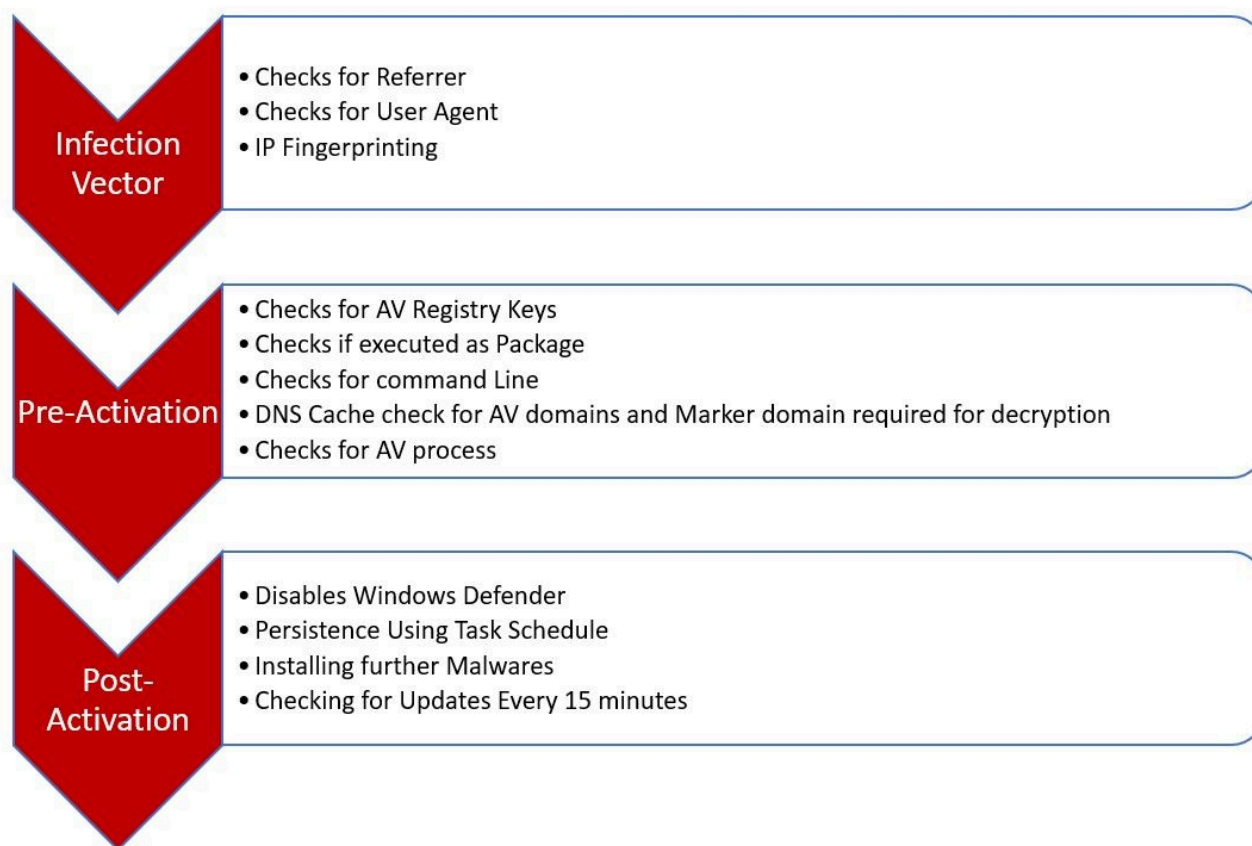 Infection
Vector
• Checks for Referrer
• Checks for User Agent
• IP Fingerprinting
Pre-Activation
• Checks for AV Registry Keys
• Checks if executed as Package
• Checks for command Line
• DNS Cache check for AV domains and Marker domain required for decryption
• Checks for AV process
Post-
Activation
• Disables Windows Defender
• Persistence Using Task Schedule
• Installing further Malwares
• Checking for Updates Every 15 minutes